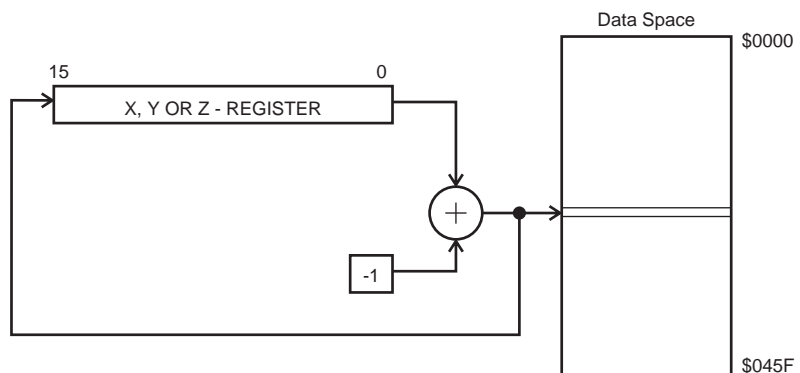 Data Space
$0000
15 0
X, Y OR Z - REGISTER
+
-1
$045F